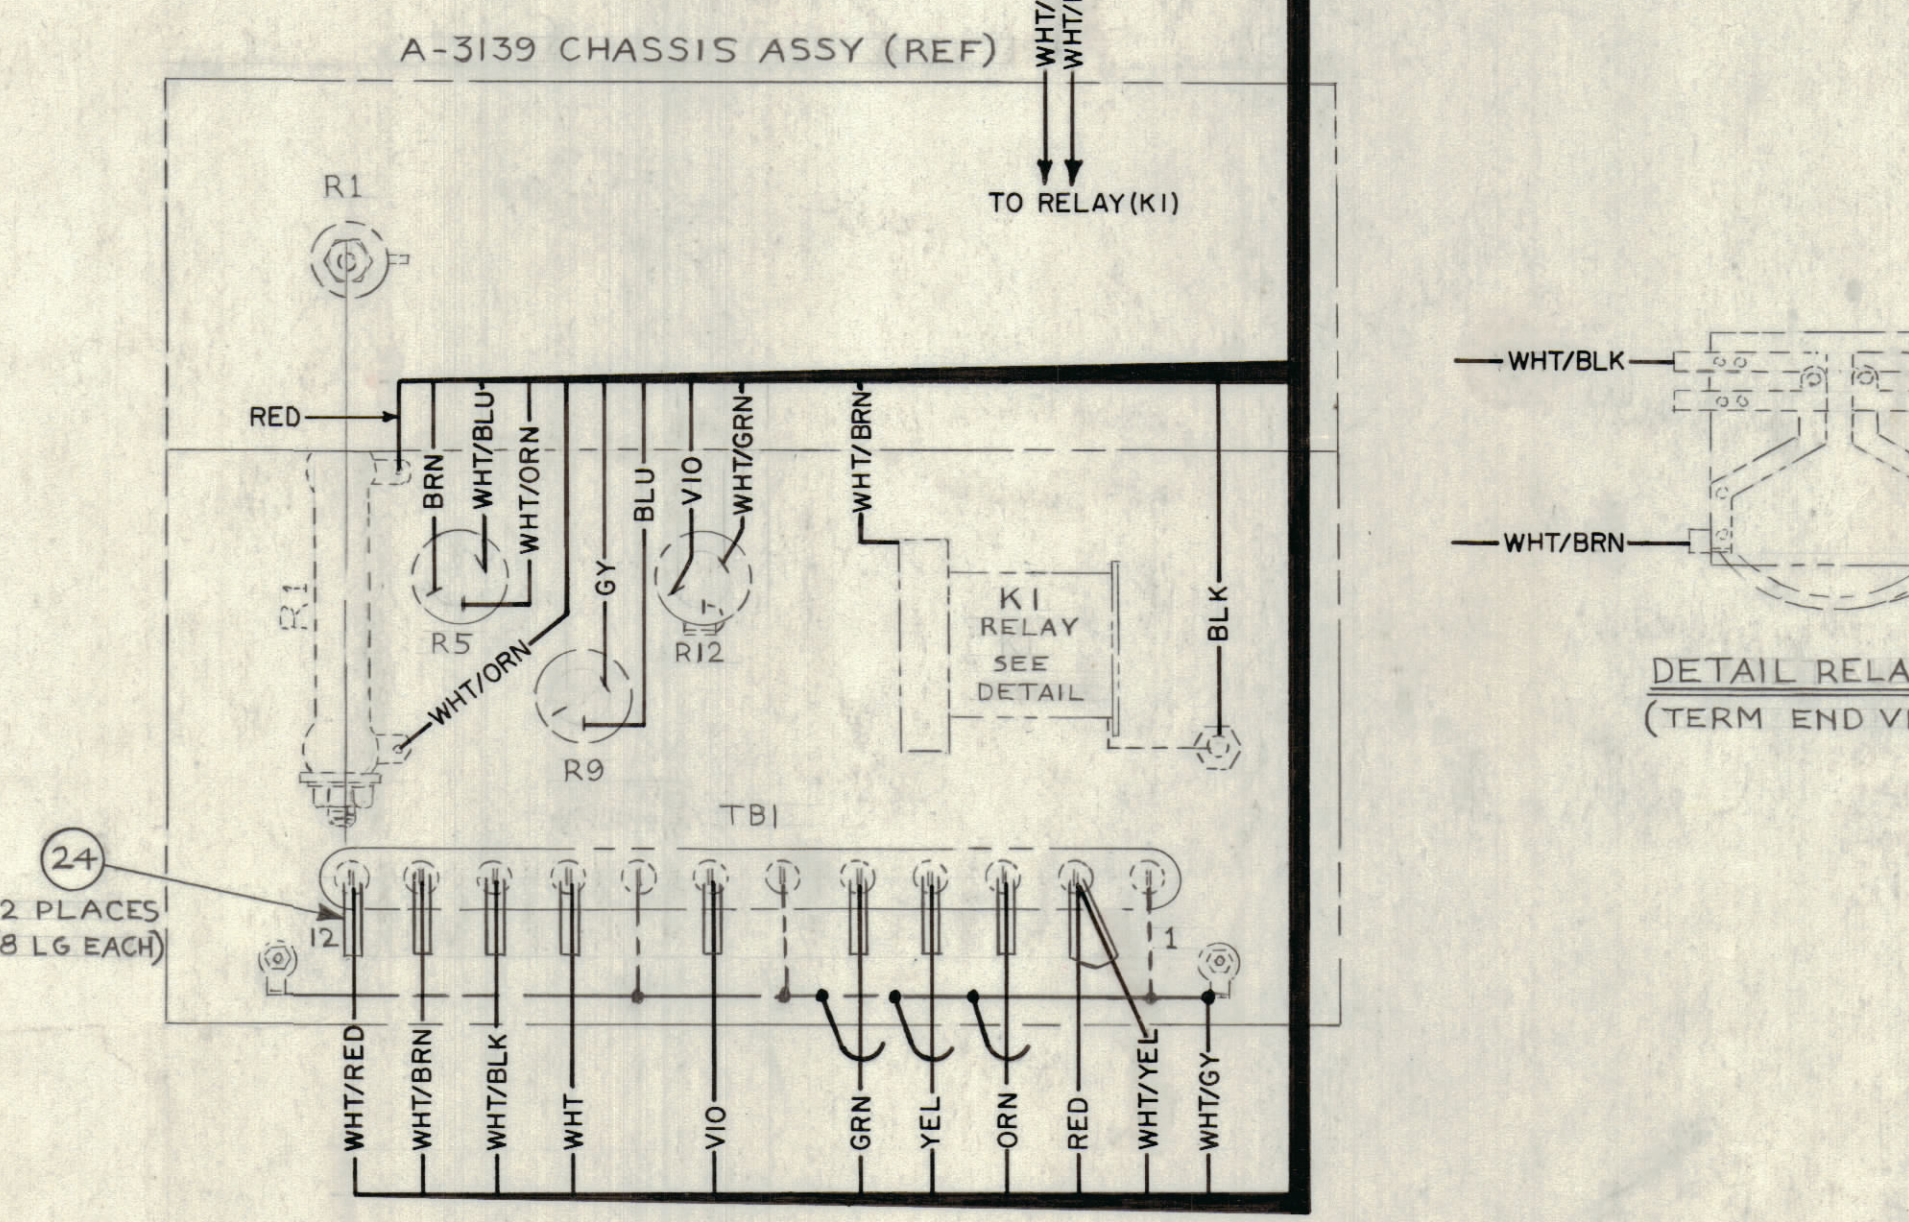 A-3139 CHASSIS ASSY (REF)
WHT/
WHT/
TO RELAY(K1)
R1
RED
BRN
WHT/BLU
WHT/ORN
WHT/ORN
GY
BLU
VIO
WHT/GRN
WHT/BRN
BLK
R1
R5
R9
R12
K1
RELAY
SEE
DETAIL
WHT/BLK
WHT/BRN
DETAIL RELA
(TERM END VI
TB1
24
2 PLACES
8 LG EACH)
12
1
WHT/RED
WHT/BRN
WHT/BLK
WHT
VIO
GRN
YEL
ORN
RED
WHT/YEL
WHT/GY